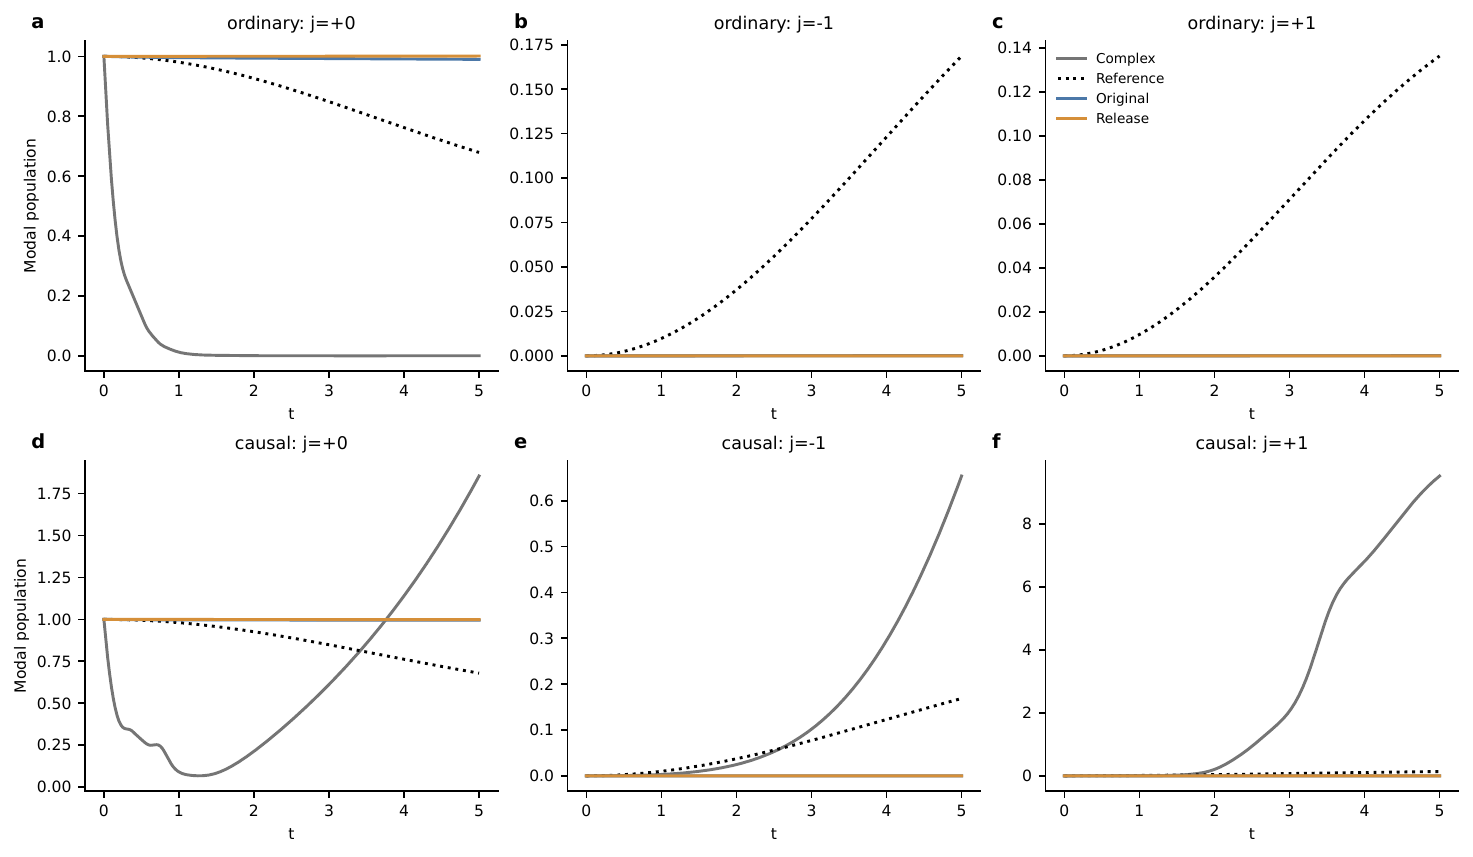 a
ordinary: j=+0
b
ordinary: j=-1
c
ordinary: j=+1
Modal population
1.0
0.8
0.6
0.4
0.2
0.0
0 1 2 3 4 5
t
0.175
0.150
0.125
0.100
0.075
0.050
0.025
0.000
0 1 2 3 4 5
t
0.14
0.12
0.10
0.08
0.06
0.04
0.02
0.00
Complex
Reference
Original
Release
0 1 2 3 4 5
t
d
causal: j=+0
e
causal: j=-1
f
causal: j=+1
Modal population
1.75
1.50
1.25
1.00
0.75
0.50
0.25
0.00
0 1 2 3 4 5
t
0.6
0.5
0.4
0.3
0.2
0.1
0.0
0 1 2 3 4 5
t
8
6
4
2
0
0 1 2 3 4 5
t